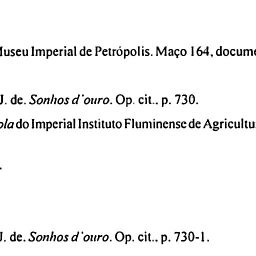 Museu Imperial de Petrópolis. Maço 164, docume
J. de. Sonhos d'ouro. Op. cit., p. 730.
ola do Imperial Instituto Fluminense de Agricultu
.
J. de. Sonhos d'ouro. Op. cit., p. 730-1.